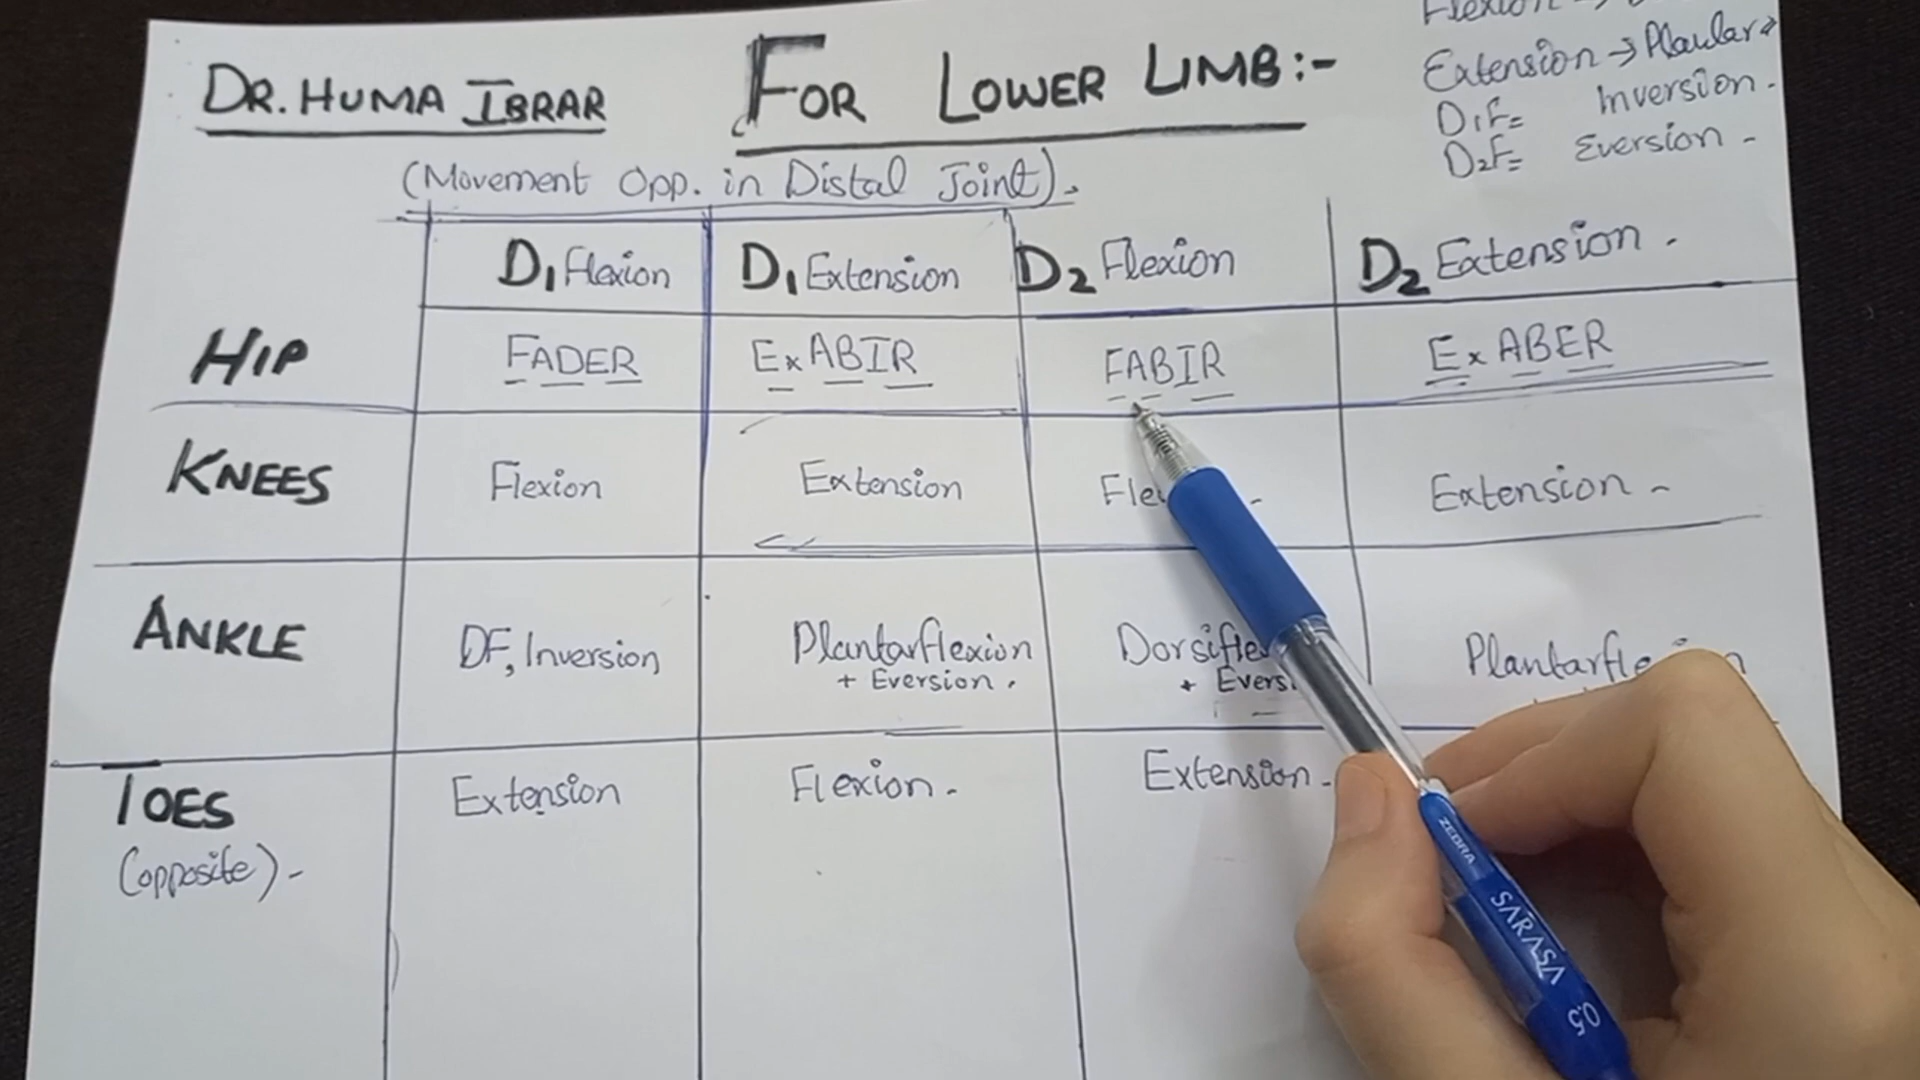 DR. HUMA IBRAR
FOR LOWER LIMB:-
(Movement Opp. in Distal Joint).
Flexion →
Extension → Plantar
D1F= Inversion.
D2F= Eversion -
D1 Flexion D1 Extension D2 Flexion D2 Extension.
HIP FADER ExABIR FABIR ExABER
KNEES Flexion Extension Extension -
ANKLE DF, Inversion Plantarflexion
+ Eversion. +
TOES Extension Flexion. Extension.
(opposite).
ZEBRA
SARASA
0.5